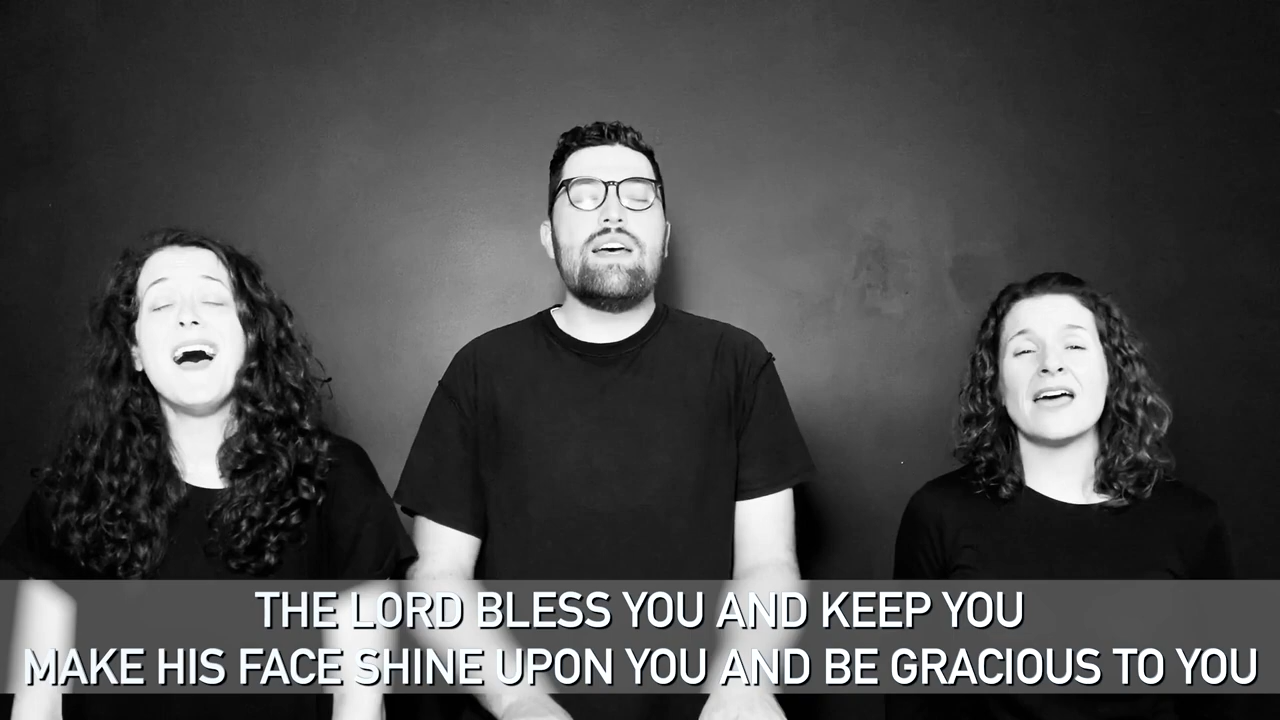 THE LORD BLESS YOU AND KEEP YOU
MAKE HIS FACE SHINE UPON YOU AND BE GRACIOUS TO YOU